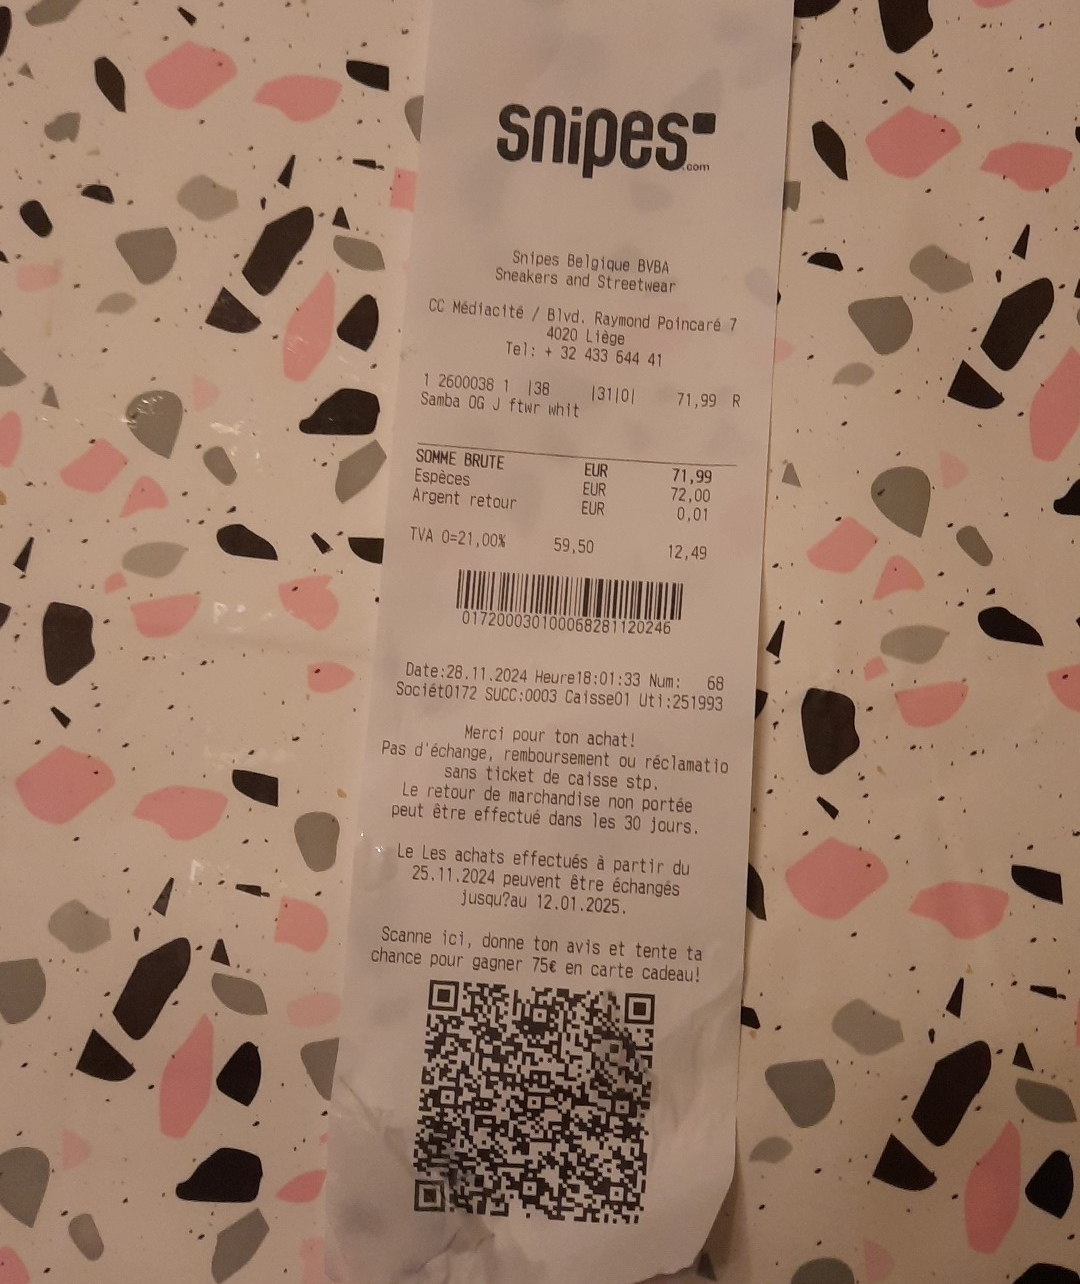 snipes
.com
Snipes Belgique BVBA
Sneakers and Streetwear
CC Médiacité / Blvd. Raymond Poincaré 7
4020 Liège
Tel: + 32 433 644 41
1 2600038 1 |38 |31|0| 71,99 R
Samba OG J ftwr whit
SOMME BRUTE EUR 71,99
Espèces EUR 72,00
Argent retour EUR 0,01
TVA 0=21,00% 59,50 12,49
0172000301000068281120246
Date:28.11.2024 Heure18:01:33 Num: 68
Sociét0172 SUCC:0003 Caisse01 Uti:251993
Merci pour ton achat!
Pas d'échange, remboursement ou réclamatio
sans ticket de caisse stp.
Le retour de marchandise non portée
peut être effectué dans les 30 jours.
Le Les achats effectués à partir du
25.11.2024 peuvent être échangés
jusqu?au 12.01.2025.
Scanne ici, donne ton avis et tente ta
chance pour gagner 75€ en carte cadeau!